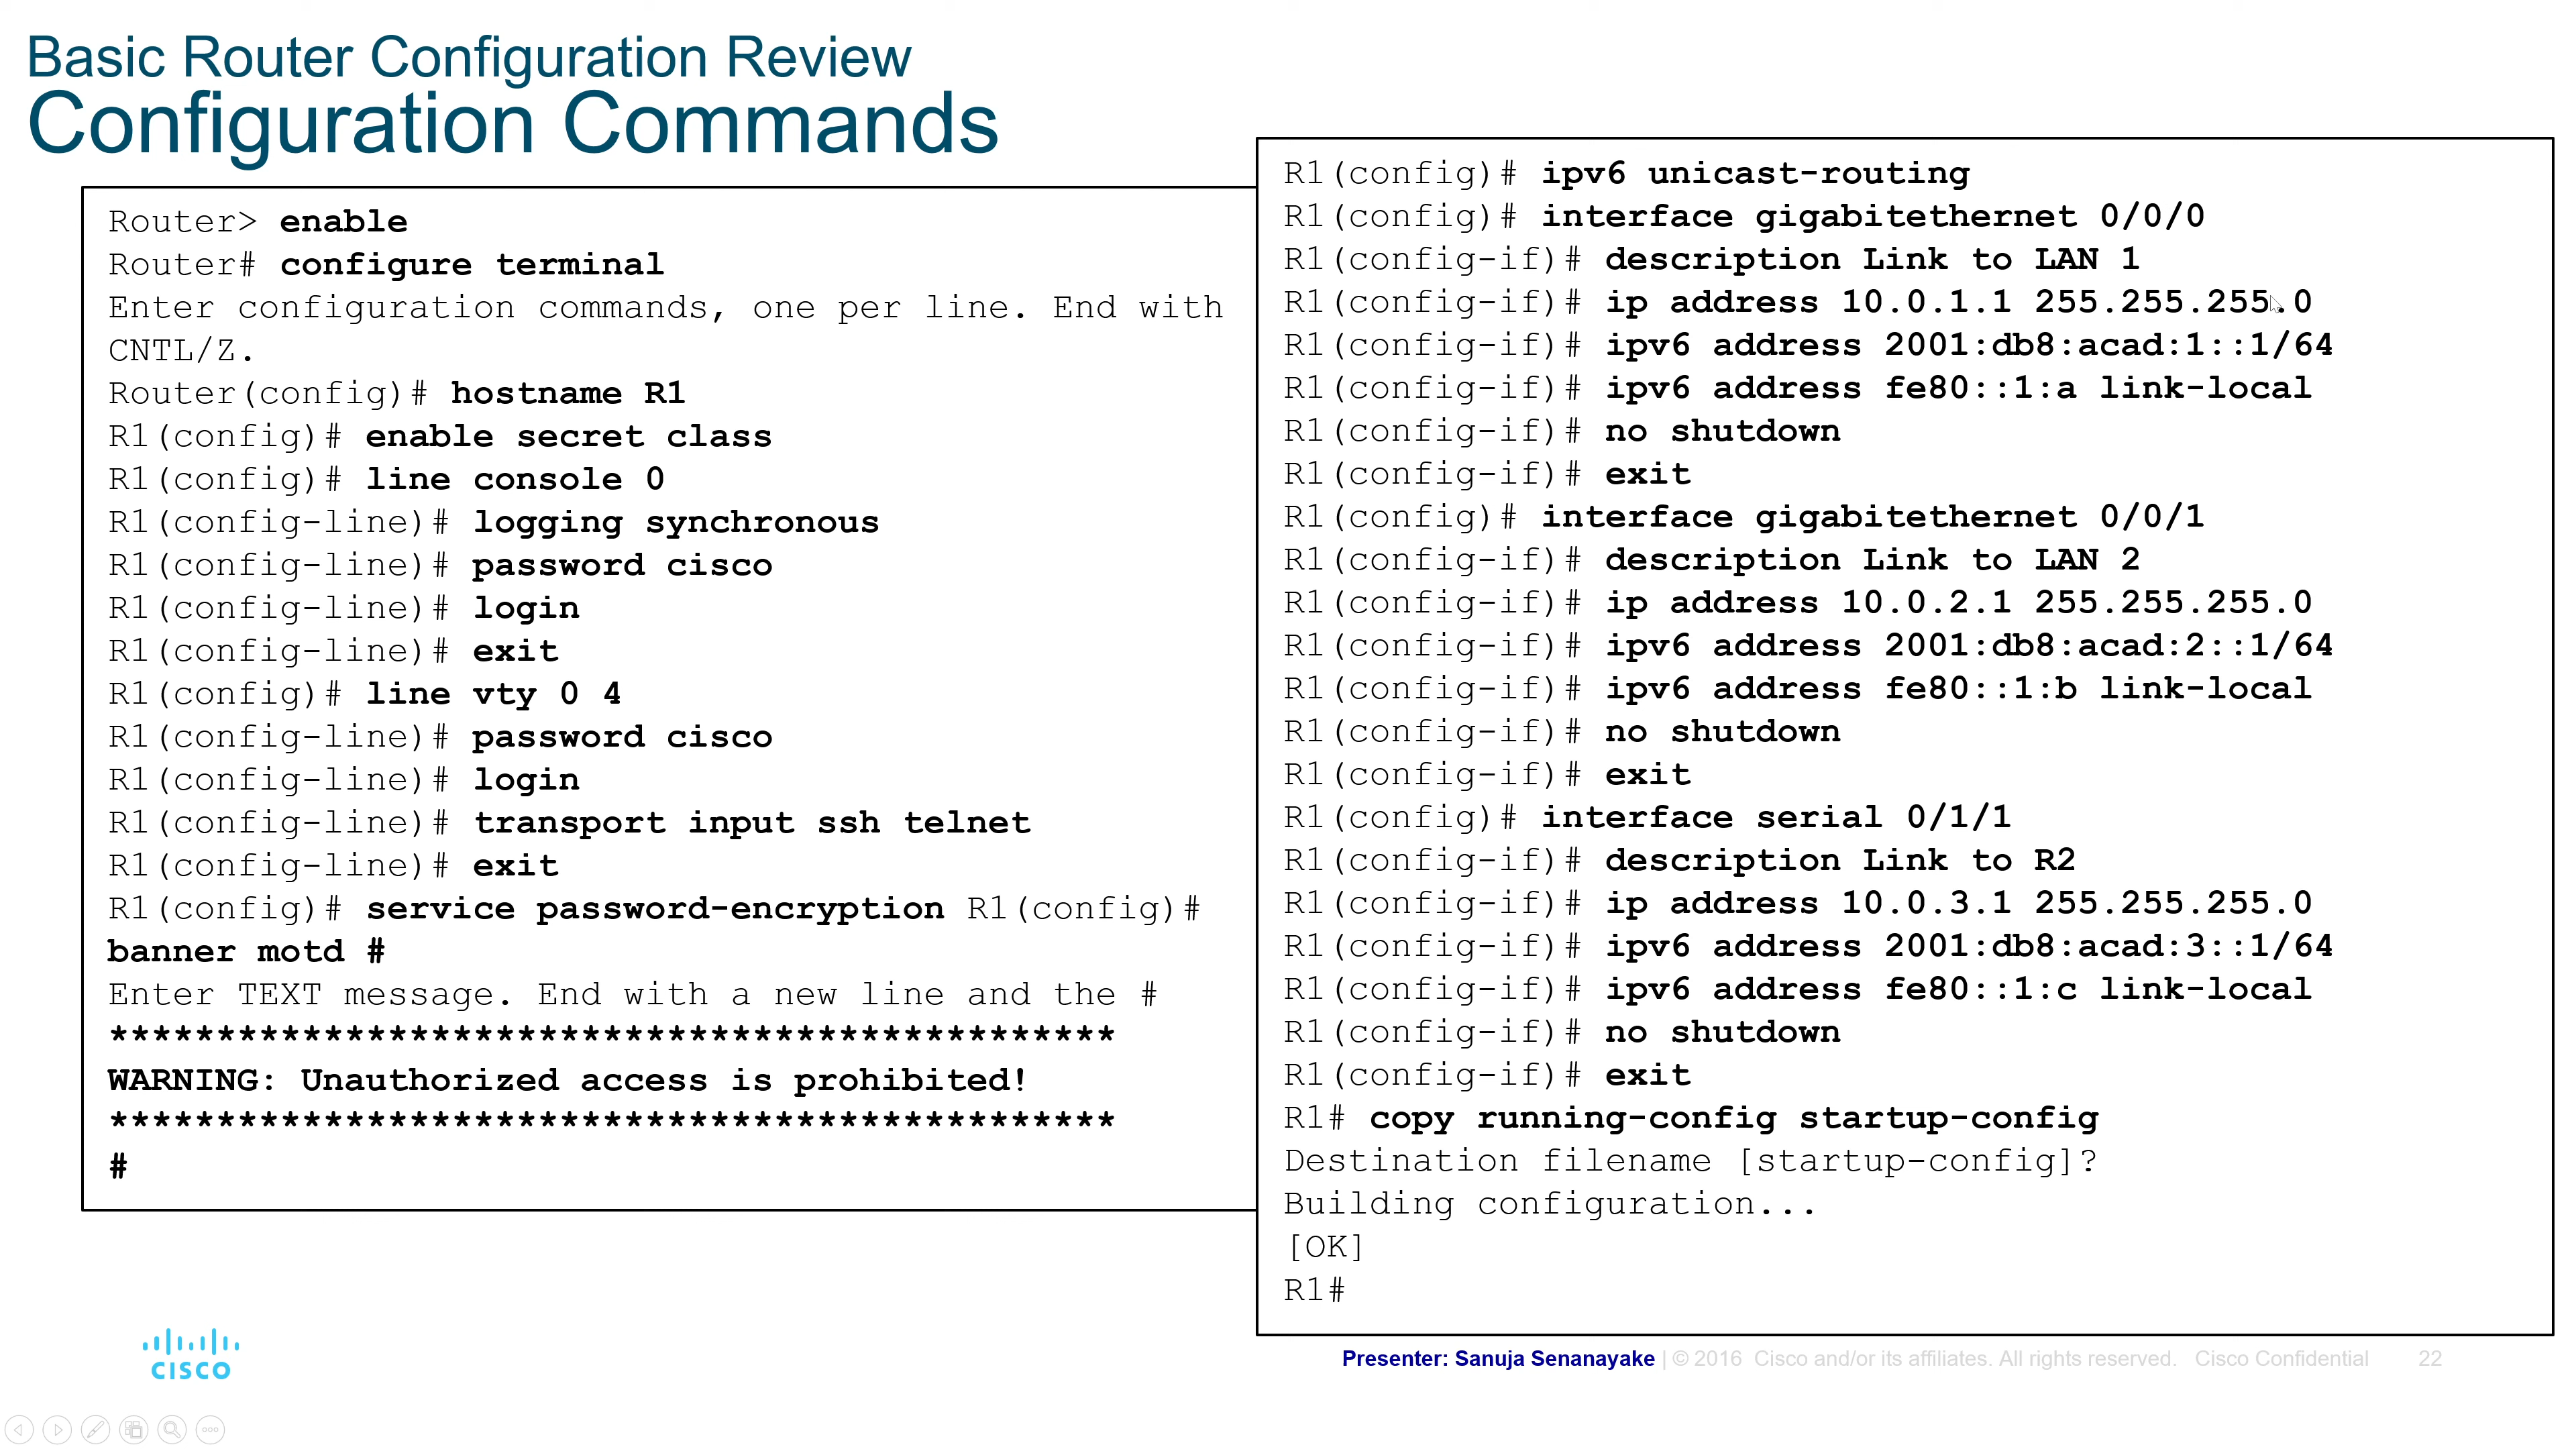 Basic Router Configuration Review
Configuration Commands
Router> enable
Router# configure terminal
Enter configuration commands, one per line. End with
CNTL/Z.
Router(config)# hostname R1
R1(config)# enable secret class
R1(config)# line console 0
R1(config-line)# logging synchronous
R1(config-line)# password cisco
R1(config-line)# login
R1(config-line)# exit
R1(config)# line vty 0 4
R1(config-line)# password cisco
R1(config-line)# login
R1(config-line)# transport input ssh telnet
R1(config-line)# exit
R1(config)# service password-encryption R1(config)#
banner motd #
Enter TEXT message. End with a new line and the #
***********************************************
WARNING: Unauthorized access is prohibited!
***********************************************
#
R1(config)# ipv6 unicast-routing
R1(config)# interface gigabitethernet 0/0/0
R1(config-if)# description Link to LAN 1
R1(config-if)# ip address 10.0.1.1 255.255.255.0
R1(config-if)# ipv6 address 2001:db8:acad:1::1/64
R1(config-if)# ipv6 address fe80::1:a link-local
R1(config-if)# no shutdown
R1(config-if)# exit
R1(config)# interface gigabitethernet 0/0/1
R1(config-if)# description Link to LAN 2
R1(config-if)# ip address 10.0.2.1 255.255.255.0
R1(config-if)# ipv6 address 2001:db8:acad:2::1/64
R1(config-if)# ipv6 address fe80::1:b link-local
R1(config-if)# no shutdown
R1(config-if)# exit
R1(config)# interface serial 0/1/1
R1(config-if)# description Link to R2
R1(config-if)# ip address 10.0.3.1 255.255.255.0
R1(config-if)# ipv6 address 2001:db8:acad:3::1/64
R1(config-if)# ipv6 address fe80::1:c link-local
R1(config-if)# no shutdown
R1(config-if)# exit
R1# copy running-config startup-config
Destination filename [startup-config]?
Building configuration...
[OK]
R1#
CISCO
Presenter: Sanuja Senanayake | © 2016 Cisco and/or its affiliates. All rights reserved. Cisco Confidential 22